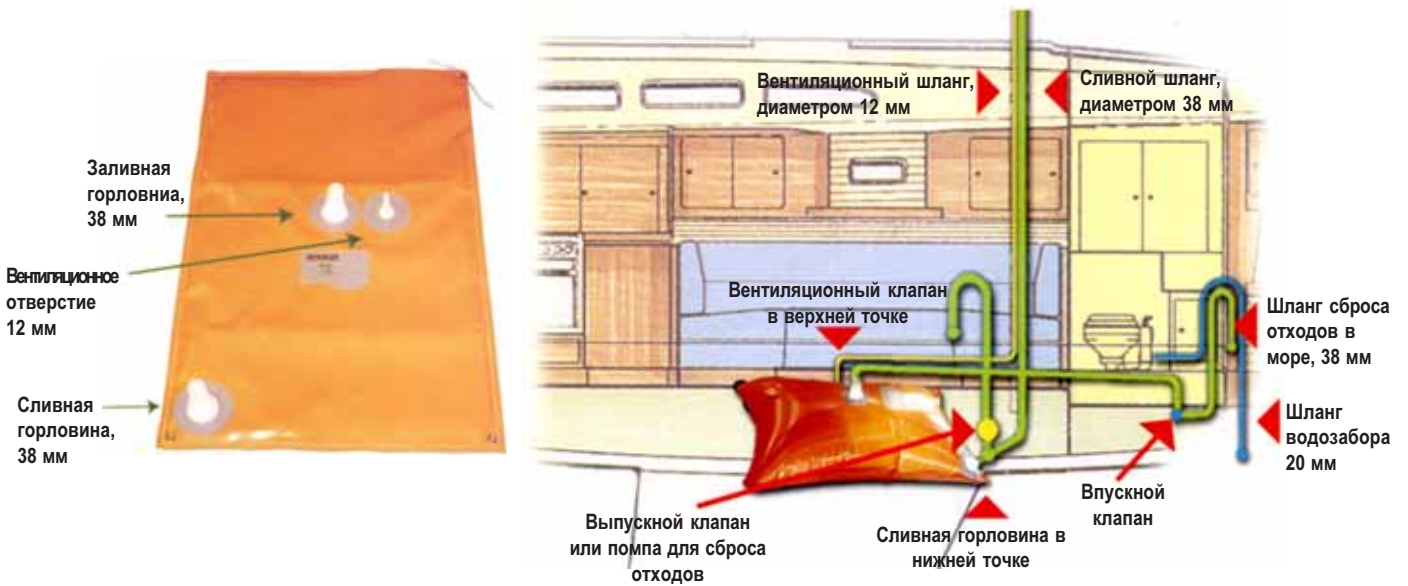 Заливная
горловниа,
38 мм
Вентиляционное
отверстие
12 мм
Сливная
горловина,
38 мм
Вентиляционный шланг,
диаметром 12 мм
Сливной шланг,
диаметром 38 мм
Вентиляционный клапан
в верхней точке
Шланг сброса
отходов в
море, 38 мм
Шланг
водозабора
20 мм
Впускной
клапан
Выпускной клапан
или помпа для сброса
отходов
Сливная горловина в
нижней точке